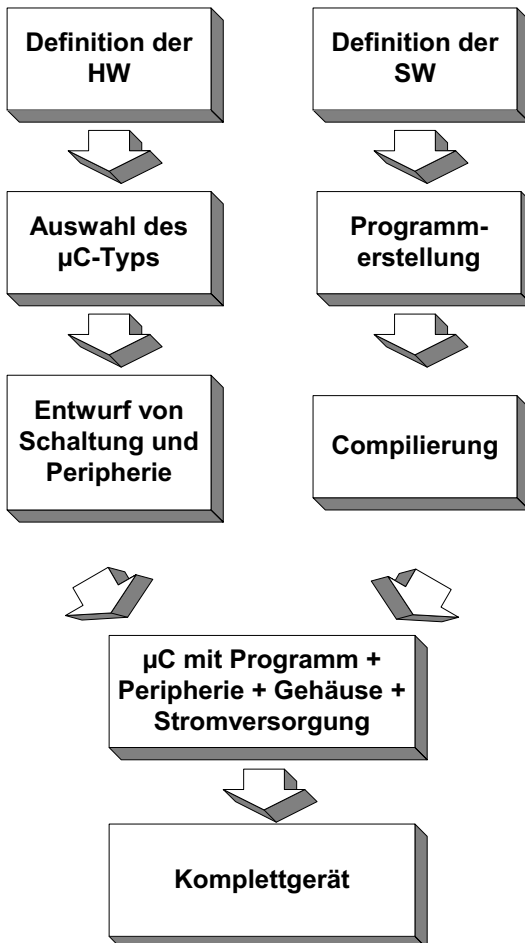 Definition der
HW
Definition der
SW
Auswahl des
µC-Typs
Programm-
erstellung
Entwurf von
Schaltung und
Peripherie
Compilierung
µC mit Programm +
Peripherie + Gehäuse +
Stromversorgung
Komplettgerät